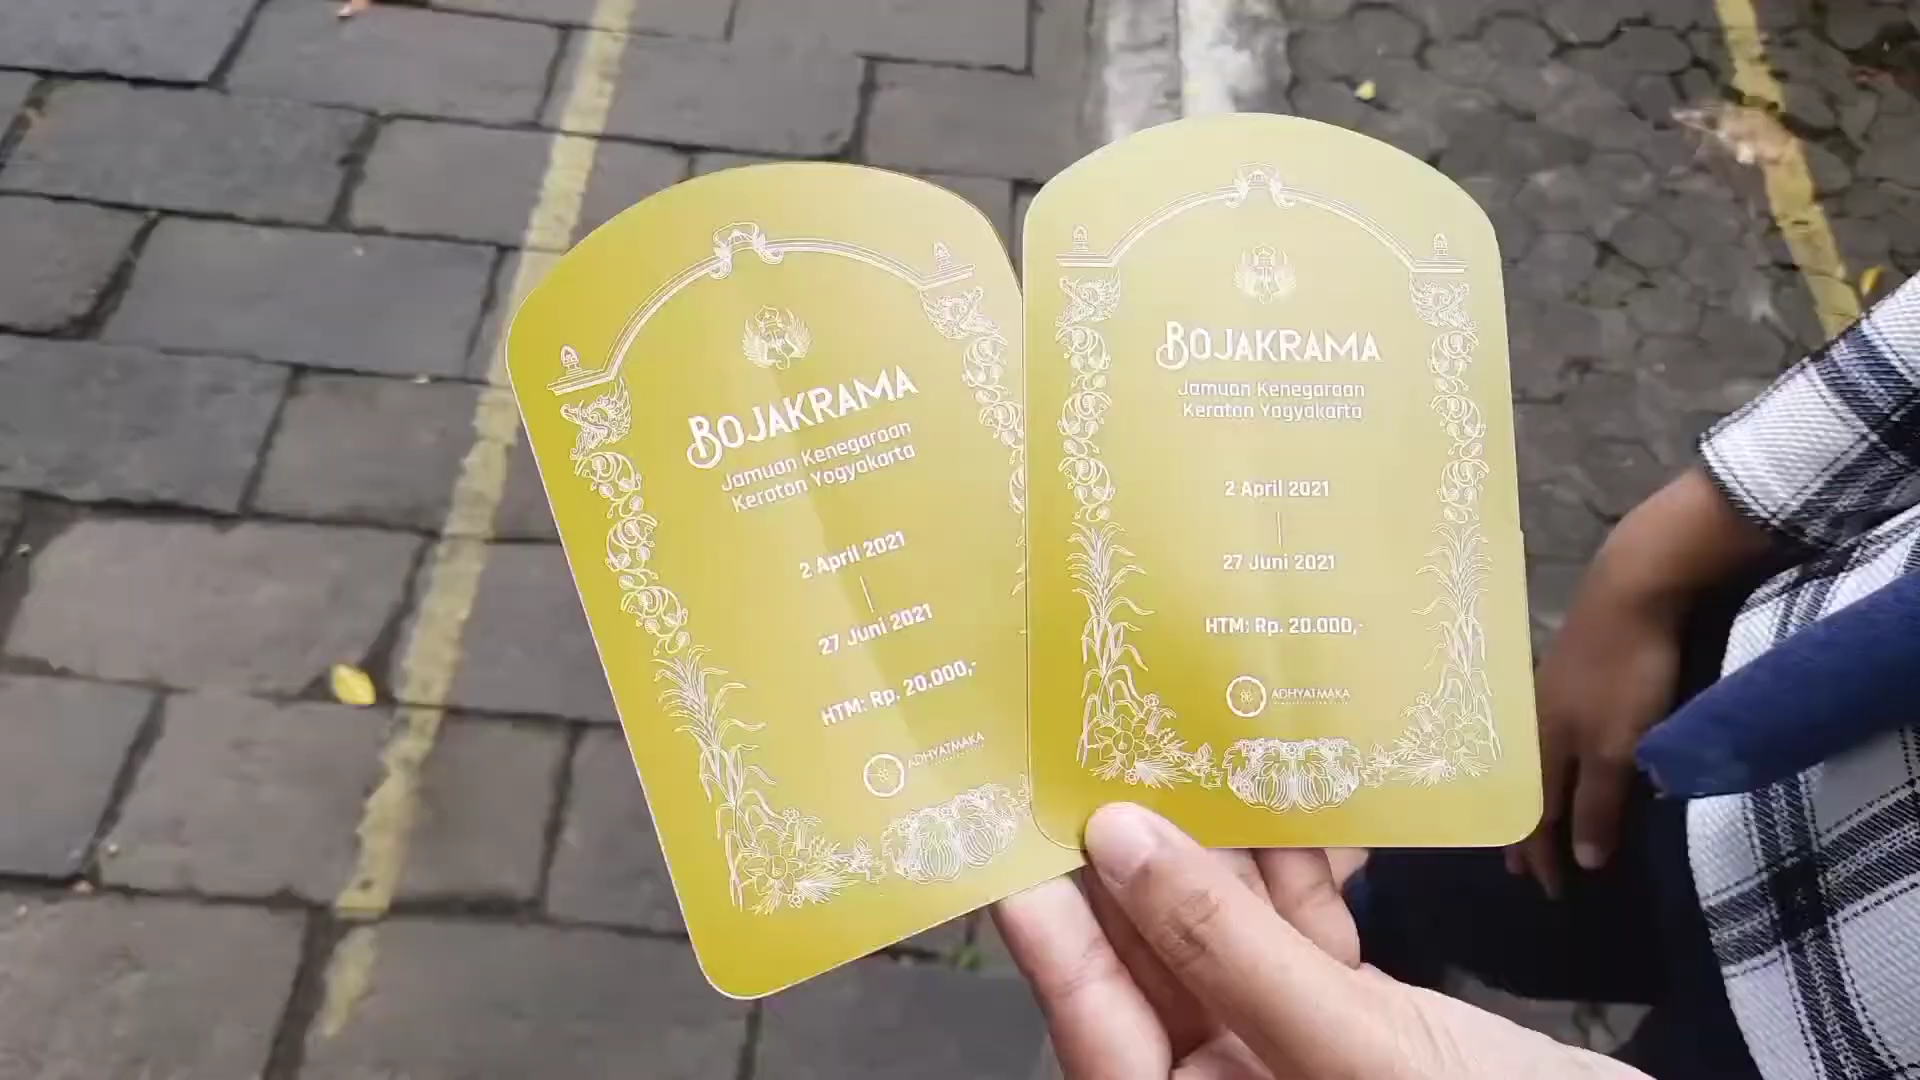 BOJAKRAMA
Jamuan Kenegaraan
Keraton Yogyakarta
2 April 2021
27 Juni 2021
HTM: Rp. 20.000,-
ADHYATMAKA
BOJAKRAMA
Jamuan Kenegaraan
Keraton Yogyakarta
2 April 2021
27 Juni 2021
HTM: Rp. 20.000,-
ADHYATMAKA